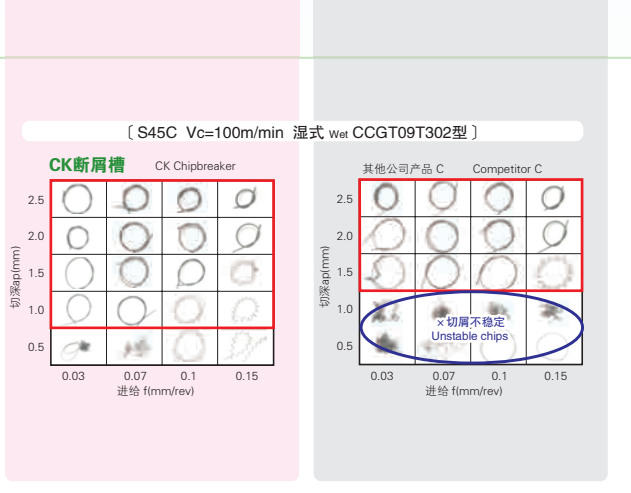 〔 S45C Vc=100m/min 湿式 Wet CCGT09T302型 〕
CK断屑槽 CK Chipbreaker
切深ap(mm)
2.5
2.0
1.5
1.0
0.5
0.03 0.07 0.1 0.15
进给 f(mm/rev)
其他公司产品 C Competitor C
切深ap(mm)
2.5
2.0
1.5
1.0
0.5
×切屑不稳定
Unstable chips
0.03 0.07 0.1 0.15
进给 f(mm/rev)